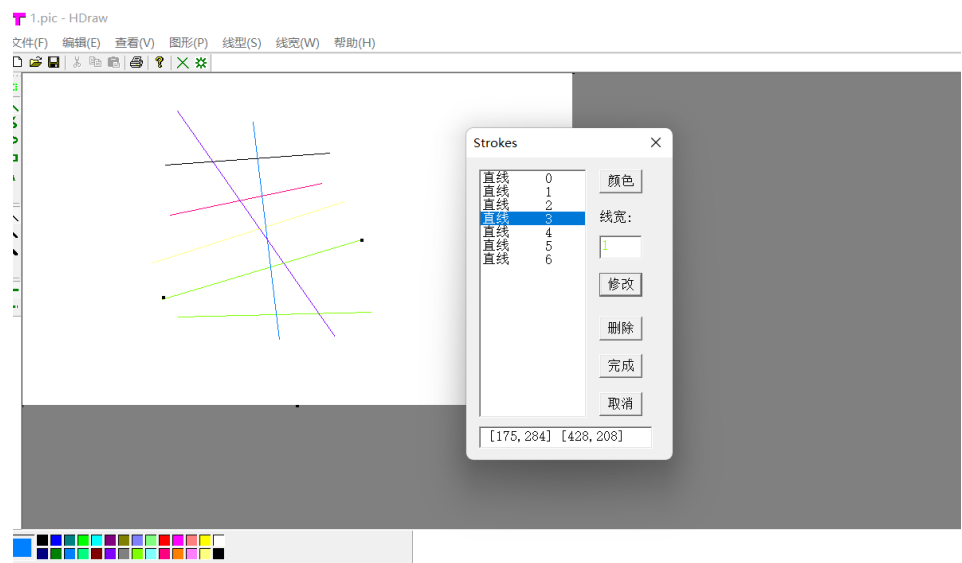 1.pic - HDraw
文件(F) 编辑(E) 查看(V) 图形(P) 线型(S) 线宽(W) 帮助(H)
Strokes
直线 0
直线 1
直线 2
直线 3
直线 4
直线 5
直线 6
颜色
线宽:
1
修改
删除
完成
取消
[175,284] [428,208]